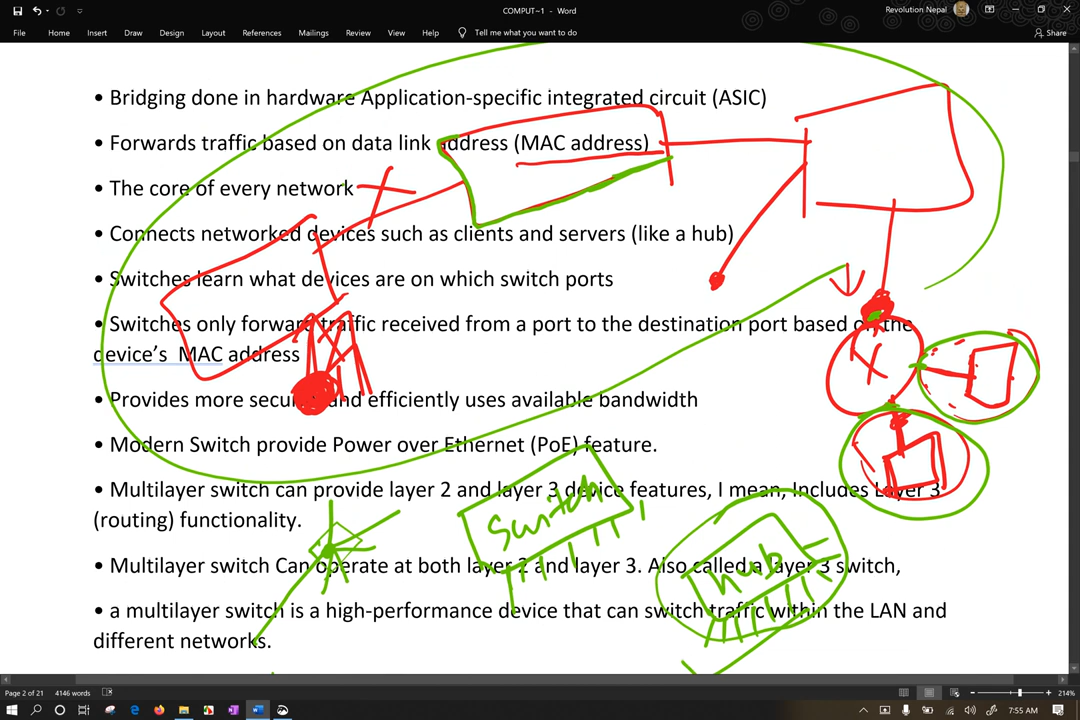 COMPUT~1 - Word
Revolution Nepal
File Home Insert Draw Design Layout References Mailings Review View Help Tell me what you want to do Share
• Bridging done in hardware Application-specific integrated circuit (ASIC)
• Forwards traffic based on data link address (MAC address)
• The core of every network
• Connects networked devices such as clients and servers (like a hub)
• Switches learn what devices are on which switch ports
• Switches only forward traffic received from a port to the destination port based on the
device’s MAC address
• Provides more secure and efficiently uses available bandwidth
• Modern Switch provide Power over Ethernet (PoE) feature.
• Multilayer switch can provide layer 2 and layer 3 device features, I mean, Includes Layer 3
(routing) functionality.
• Multilayer switch Can operate at both layer 2 and layer 3. Also called a layer 3 switch,
• a multilayer switch is a high-performance device that can switch traffic within the LAN and
different networks.
Switch
hub
X
Page 2 of 21 4146 words 214%
7:55 AM